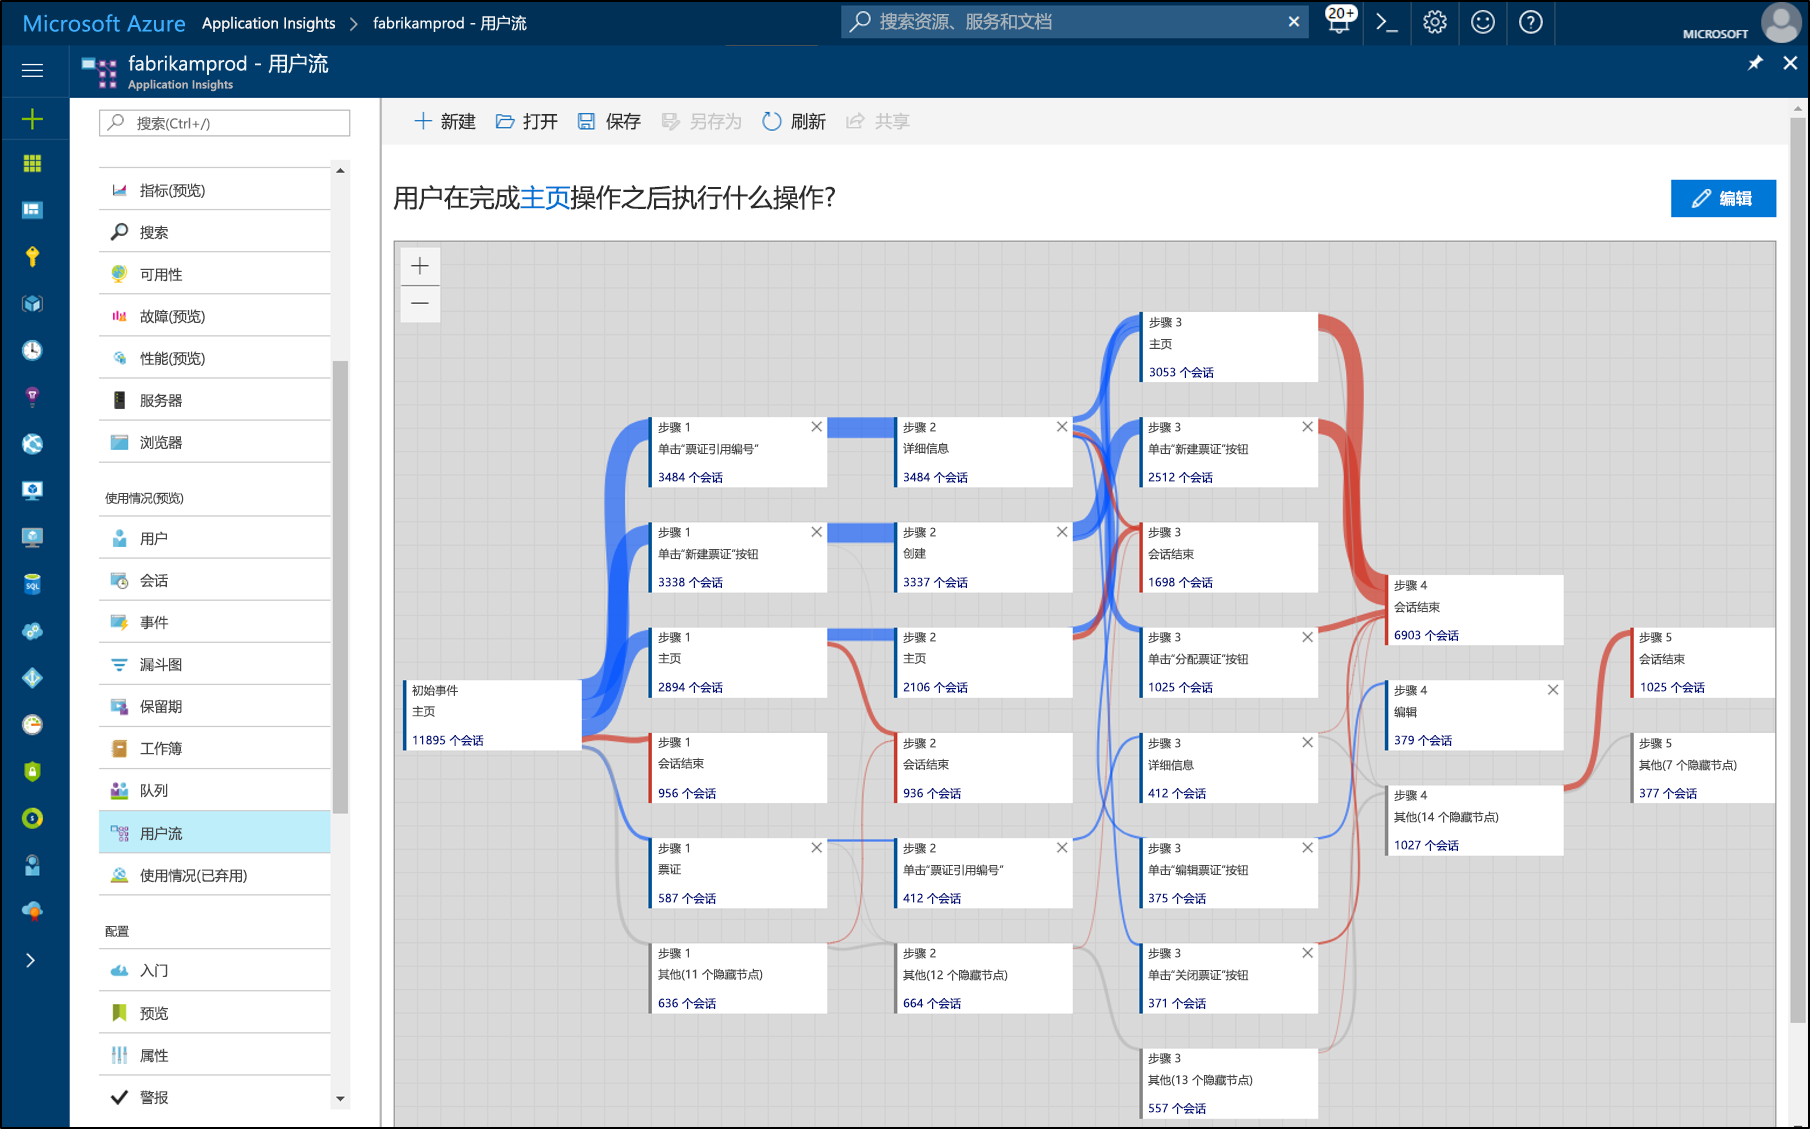 Microsoft Azure
Application Insights
fabrikamprod - 用户流
搜索资源、服务和文档
20+
MICROSOFT
fabrikamprod - 用户流
Application Insights
搜索(Ctrl+/)
指标(预览)
搜索
可用性
故障(预览)
性能(预览)
服务器
浏览器
使用情况(预览)
用户
会话
事件
漏斗图
保留期
工作簿
队列
用户流
使用情况(已弃用)
配置
入门
预览
属性
警报
SQL
新建
打开
保存
另存为
刷新
共享
用户在完成主页操作之后执行什么操作?
编辑
初始事件
主页
11895 个会话
步骤 1
单击“票证引用编号”
3484 个会话
步骤 1
单击“新建票证”按钮
3338 个会话
步骤 1
主页
2894 个会话
步骤 1
会话结束
956 个会话
步骤 1
票证
587 个会话
步骤 1
其他(11 个隐藏节点)
636 个会话
步骤 2
详细信息
3484 个会话
步骤 2
创建
3337 个会话
步骤 2
主页
2106 个会话
步骤 2
会话结束
936 个会话
步骤 2
单击“票证引用编号”
412 个会话
步骤 2
其他(12 个隐藏节点)
664 个会话
步骤 3
主页
3053 个会话
步骤 3
单击“新建票证”按钮
2512 个会话
步骤 3
会话结束
1698 个会话
步骤 3
单击“分配票证”按钮
1025 个会话
步骤 3
详细信息
412 个会话
步骤 3
单击“编辑票证”按钮
375 个会话
步骤 3
单击“关闭票证”按钮
371 个会话
步骤 3
其他(13 个隐藏节点)
557 个会话
步骤 4
会话结束
6903 个会话
步骤 4
编辑
379 个会话
步骤 4
其他(14 个隐藏节点)
1027 个会话
步骤 5
会话结束
1025 个会话
步骤 5
其他(7 个隐藏节点)
377 个会话